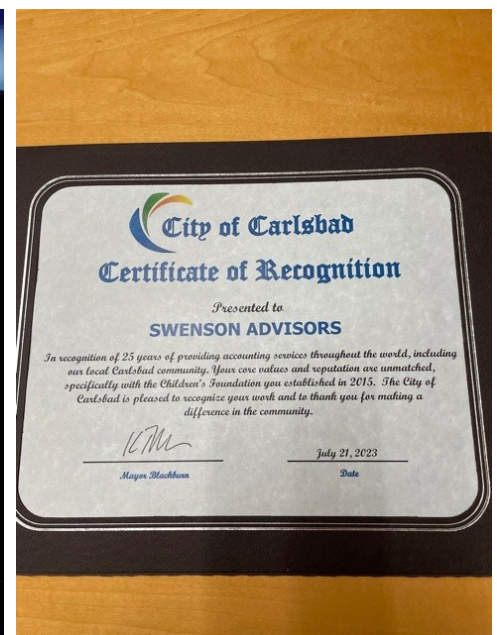 City of Carlsbad
Certificate of Recognition
Presented to
SWENSON ADVISORS
In recognition of 25 years of providing accounting services throughout the world, including
our local Carlsbad community. Your core values and reputation are unmatched,
specifically with the Children's Foundation you established in 2015. The City of
Carlsbad is pleased to recognize your work and to thank you for making a
difference in the community.
July 21, 2023
Mayor Blackburn
Date